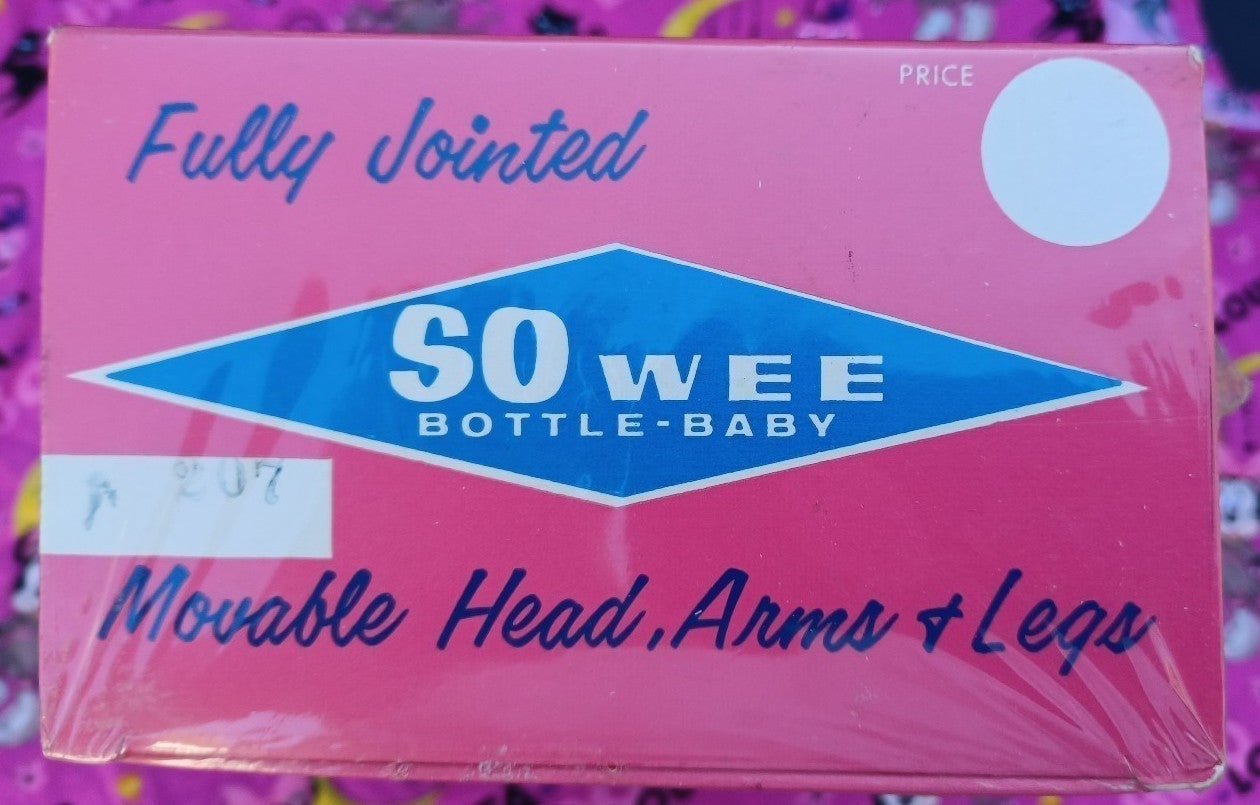 PRICE
Fully Jointed
SO WEE
BOTTLE-BABY
207
Movable Head, Arms & Legs